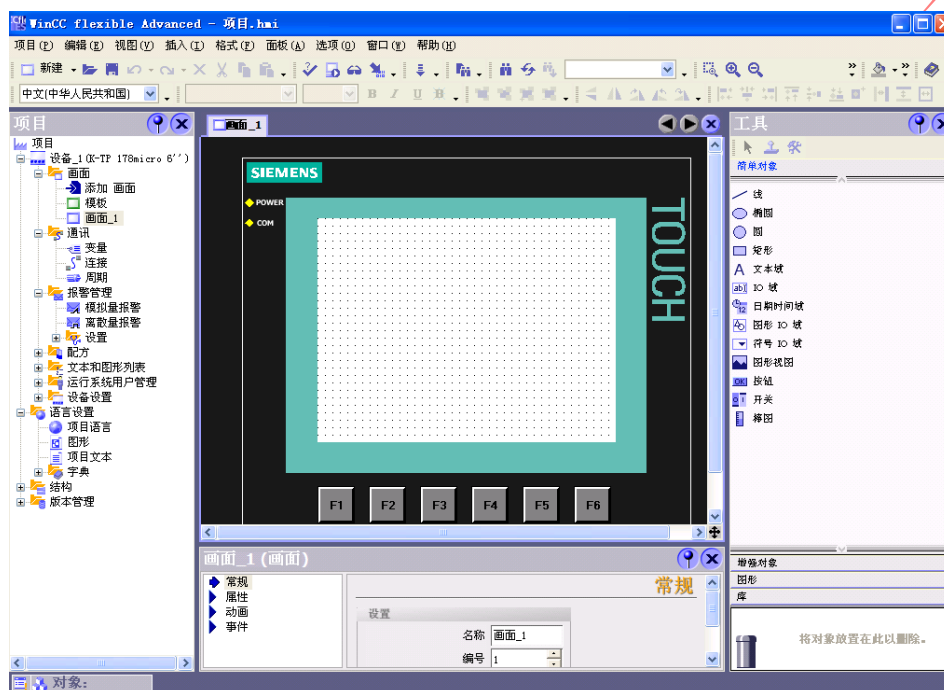 WinCC flexible Advanced - 项目.hmi
项目(P) 编辑(E) 视图(V) 插入(I) 格式(F) 面板(A) 选项(O) 窗口(W) 帮助(H)
新建
中文(中华人民共和国)
B I U
项目
项目
设备_1(K-TP 178micro 6'')
画面
添加 画面
模板
画面_1
通讯
变量
连接
周期
报警管理
模拟量报警
离散量报警
设置
配方
文本和图形列表
运行系统用户管理
设备设置
语言设置
项目语言
图形
项目文本
字典
结构
版本管理
画面_1
SIEMENS
POWER
COM
TOUCH
F1 F2 F3 F4 F5 F6
画面_1 (画面)
常规
属性
动画
事件
常规
设置
名称 画面_1
编号 1
工具
简单对象
线
椭圆
圆
矩形
A 文本域
ab IO 域
日期时间域
图形 IO 域
符号 IO 域
图形视图
OK 按钮
开关
棒图
增强对象
图形
库
将对象放置在此以删除。
对象: